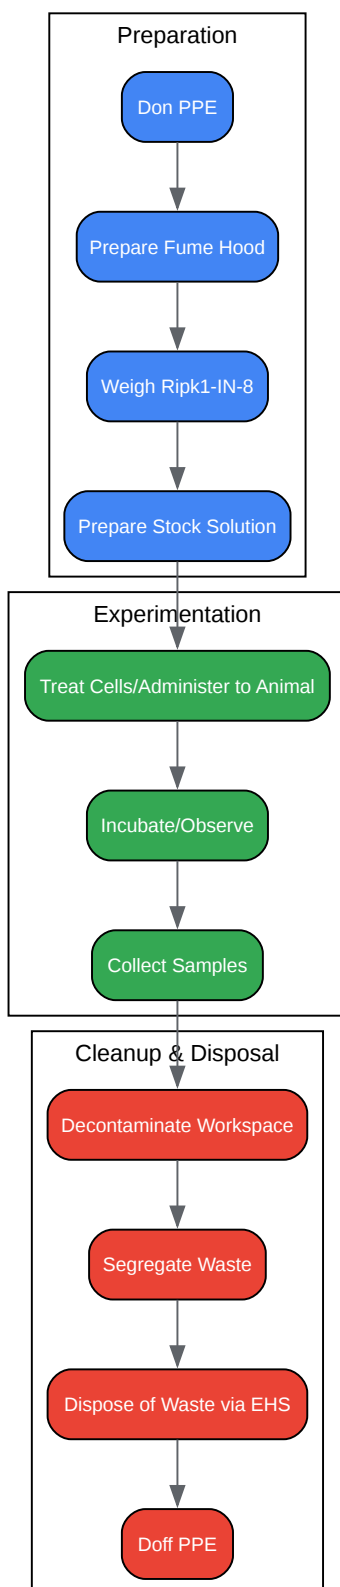 Preparation
Don PPE
Prepare Fume Hood
Weigh Ripk1-IN-8
Prepare Stock Solution
Experimentation
Treat Cells/Administer to Animal
Incubate/Observe
Collect Samples
Cleanup & Disposal
Decontaminate Workspace
Segregate Waste
Dispose of Waste via EHS
Doff PPE